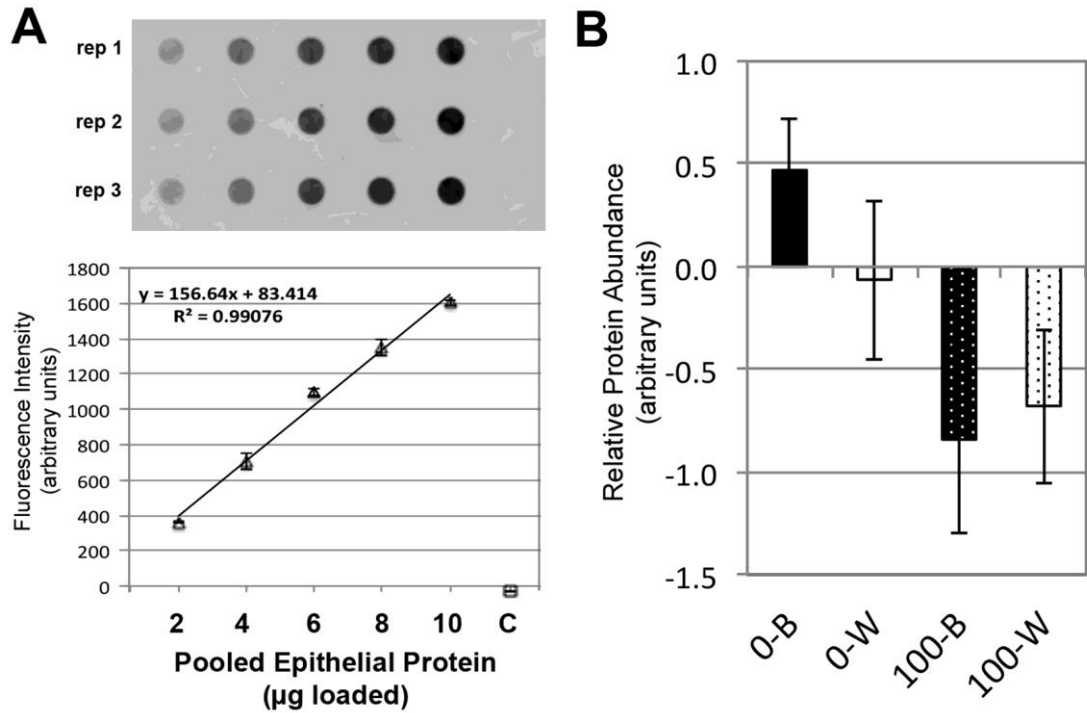 A
rep 1
rep 2
rep 3
Fluorescence Intensity
(arbitrary units)
1800
1600
1400
1200
1000
800
600
400
200
0
y = 156.64x + 83.414
R² = 0.99076
2 4 6 8 10 C
Pooled Epithelial Protein
(µg loaded)
B
Relative Protein Abundance
(arbitrary units)
1.0
0.5
0.0
-0.5
-1.0
-1.5
0-B 0-W 100-B 100-W